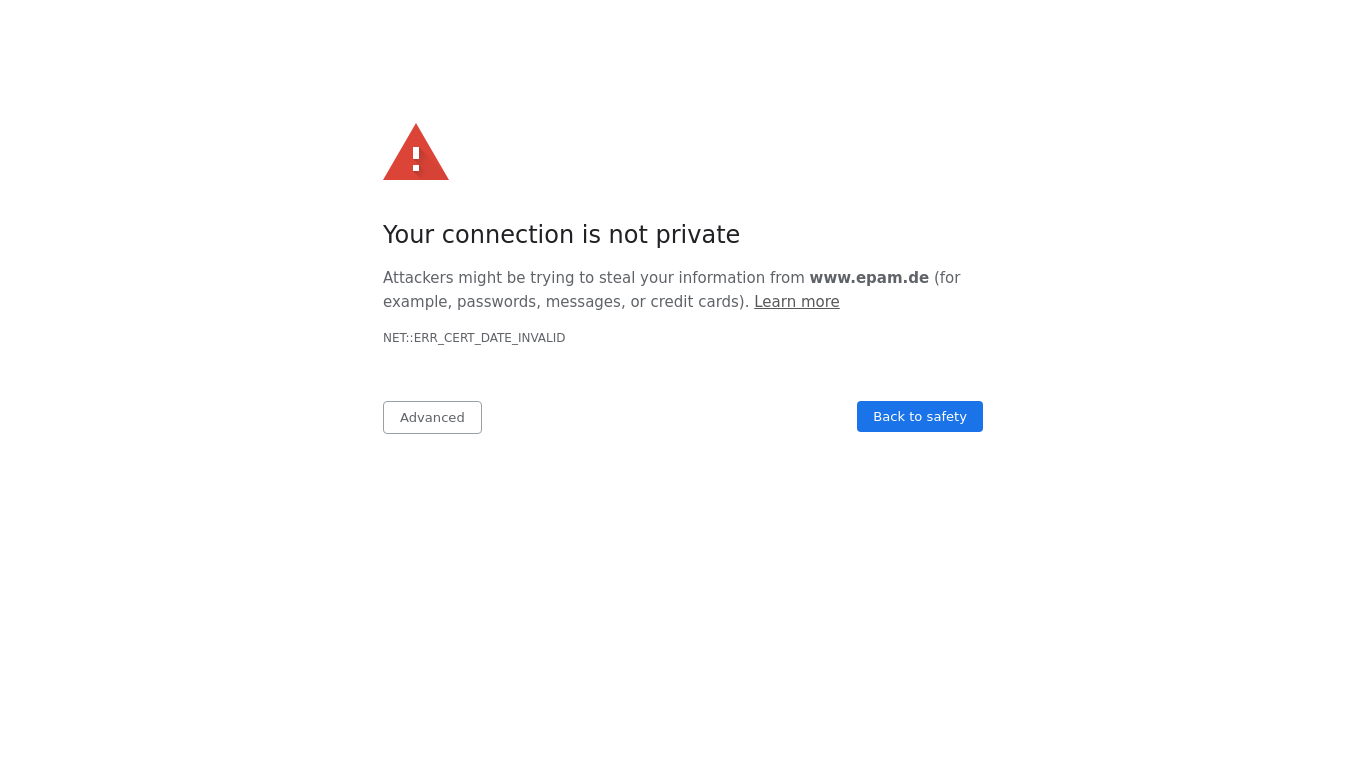 Your connection is not private
Attackers might be trying to steal your information from www.epam.de (for
example, passwords, messages, or credit cards). Learn more
NET::ERR_CERT_DATE_INVALID
Advanced
Back to safety